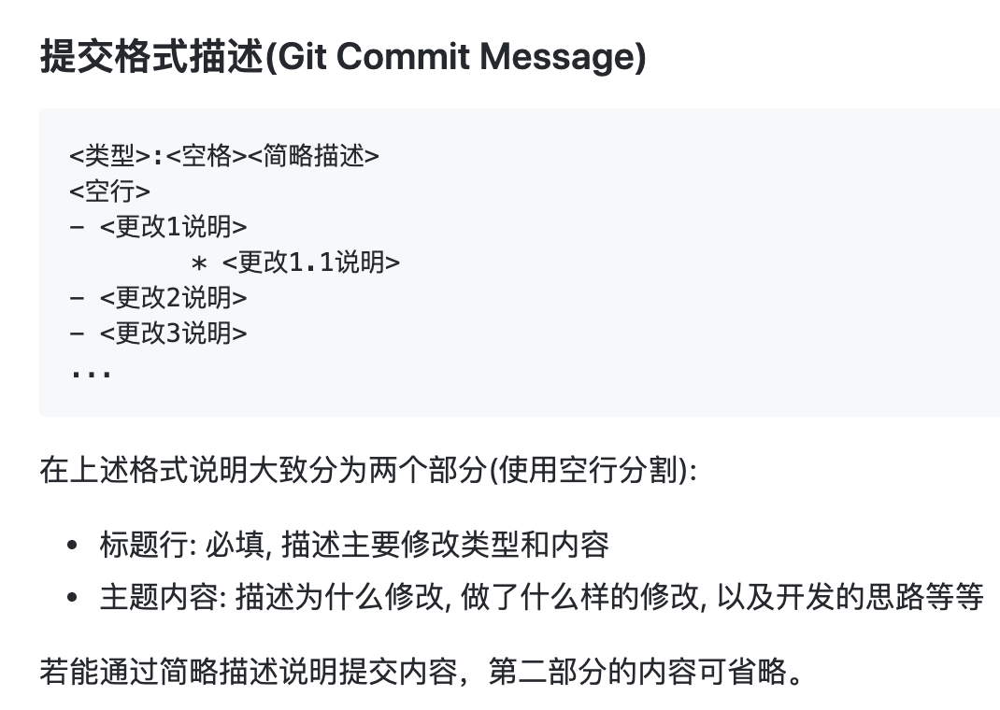 提交格式描述(Git Commit Message)
<类型>:<空格><简略描述>
<空行>
- <更改1说明>
        * <更改1.1说明>
- <更改2说明>
- <更改3说明>
...
在上述格式说明大致分为两个部分(使用空行分割):
• 标题行: 必填, 描述主要修改类型和内容
• 主题内容: 描述为什么修改, 做了什么样的修改, 以及开发的思路等等
若能通过简略描述说明提交内容，第二部分的内容可省略。